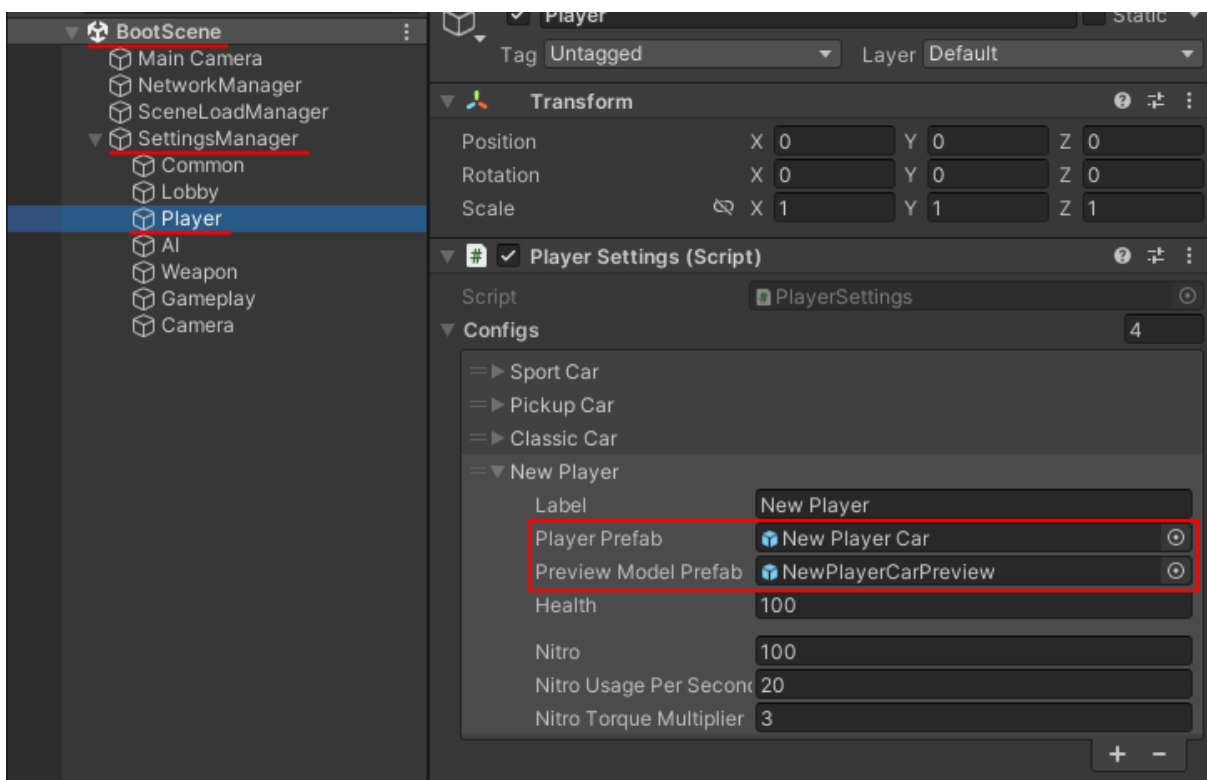 BootScene
Main Camera
NetworkManager
SceneLoadManager
SettingsManager
Common
Lobby
Player
AI
Weapon
Gameplay
Camera
Player Static
Tag Untagged Layer Default
Transform
Position X 0 Y 0 Z 0
Rotation X 0 Y 0 Z 0
Scale X 1 Y 1 Z 1
# Player Settings (Script)
Script # PlayerSettings
Configs 4
Sport Car
Pickup Car
Classic Car
New Player
Label New Player
Player Prefab New Player Car
Preview Model Prefab NewPlayerCarPreview
Health 100
Nitro 100
Nitro Usage Per Second 20
Nitro Torque Multiplier 3
+ -